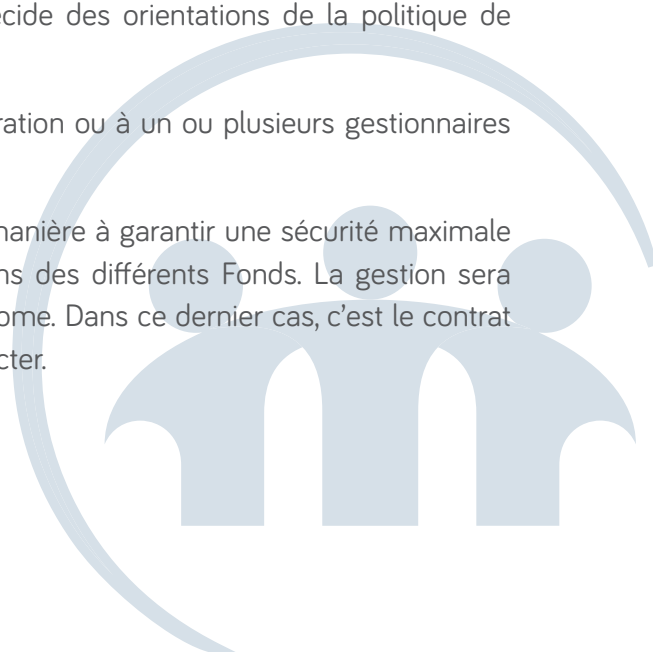 cide des orientations de la politique de
ration ou à un ou plusieurs gestionnaires
manière à garantir une sécurité maximale
ns des différents Fonds. La gestion sera
ome. Dans ce dernier cas, c'est le contrat
cter.